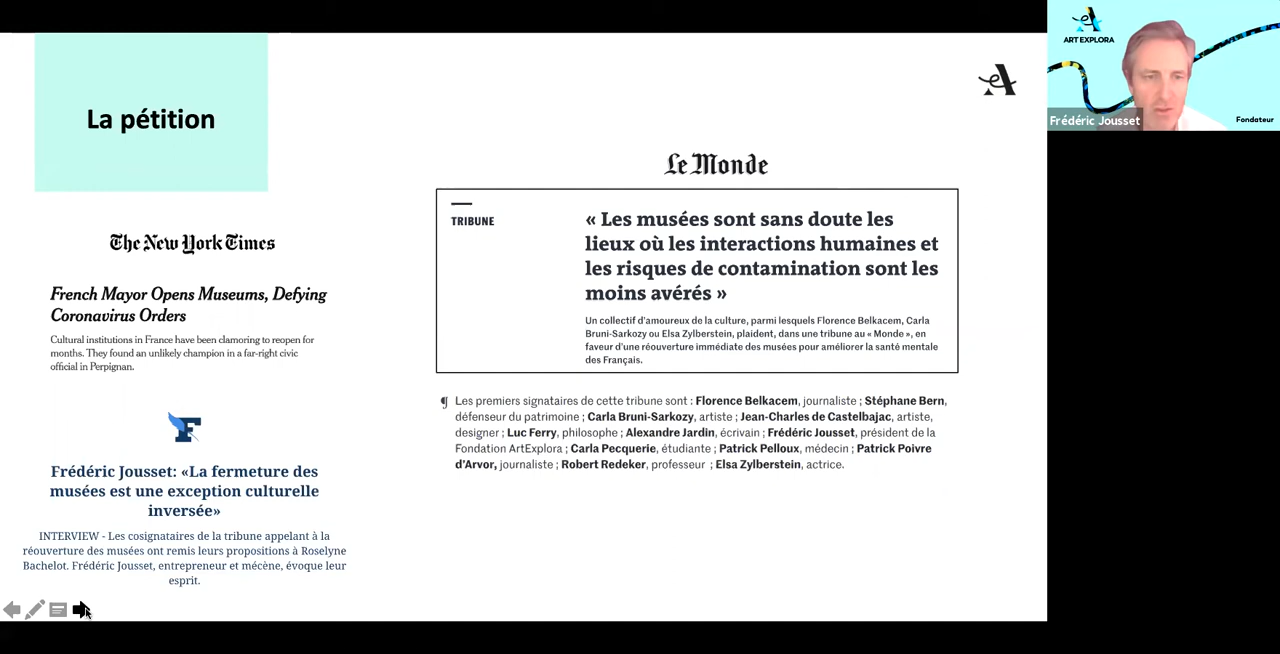 La pétition
The New York Times
French Mayor Opens Museums, Defying
Coronavirus Orders
Cultural institutions in France have been clamoring to reopen for
months. They found an unlikely champion in a far-right civic
official in Perpignan.
F
Frédéric Jousset: «La fermeture des
musées est une exception culturelle
inversée»
INTERVIEW - Les cosignataires de la tribune appelant à la
réouverture des musées ont remis leurs propositions à Roselyne
Bachelot. Frédéric Jousset, entrepreneur et mécène, évoque leur
esprit.
Le Monde
TRIBUNE
« Les musées sont sans doute les
lieux où les interactions humaines et
les risques de contamination sont les
moins avérés »
Un collectif d'amoureux de la culture, parmi lesquels Florence Belkacem, Carla
Bruni-Sarkozy ou Elsa Zylberstein, plaident, dans une tribune au « Monde », en
faveur d'une réouverture immédiate des musées pour améliorer la santé mentale
des Français.
¶ Les premiers signataires de cette tribune sont : Florence Belkacem, journaliste ; Stéphane Bern,
défenseur du patrimoine ; Carla Bruni-Sarkozy, artiste ; Jean-Charles de Castelbajac, artiste,
designer ; Luc Ferry, philosophe ; Alexandre Jardin, écrivain ; Frédéric Jousset, président de la
Fondation ArtExplora ; Carla Pecquerie, étudiante ; Patrick Pelloux, médecin ; Patrick Poivre
d'Arvor, journaliste ; Robert Redeker, professeur ; Elsa Zylberstein, actrice.
ART EXPLORA
Frédéric Jousset
Fondateur